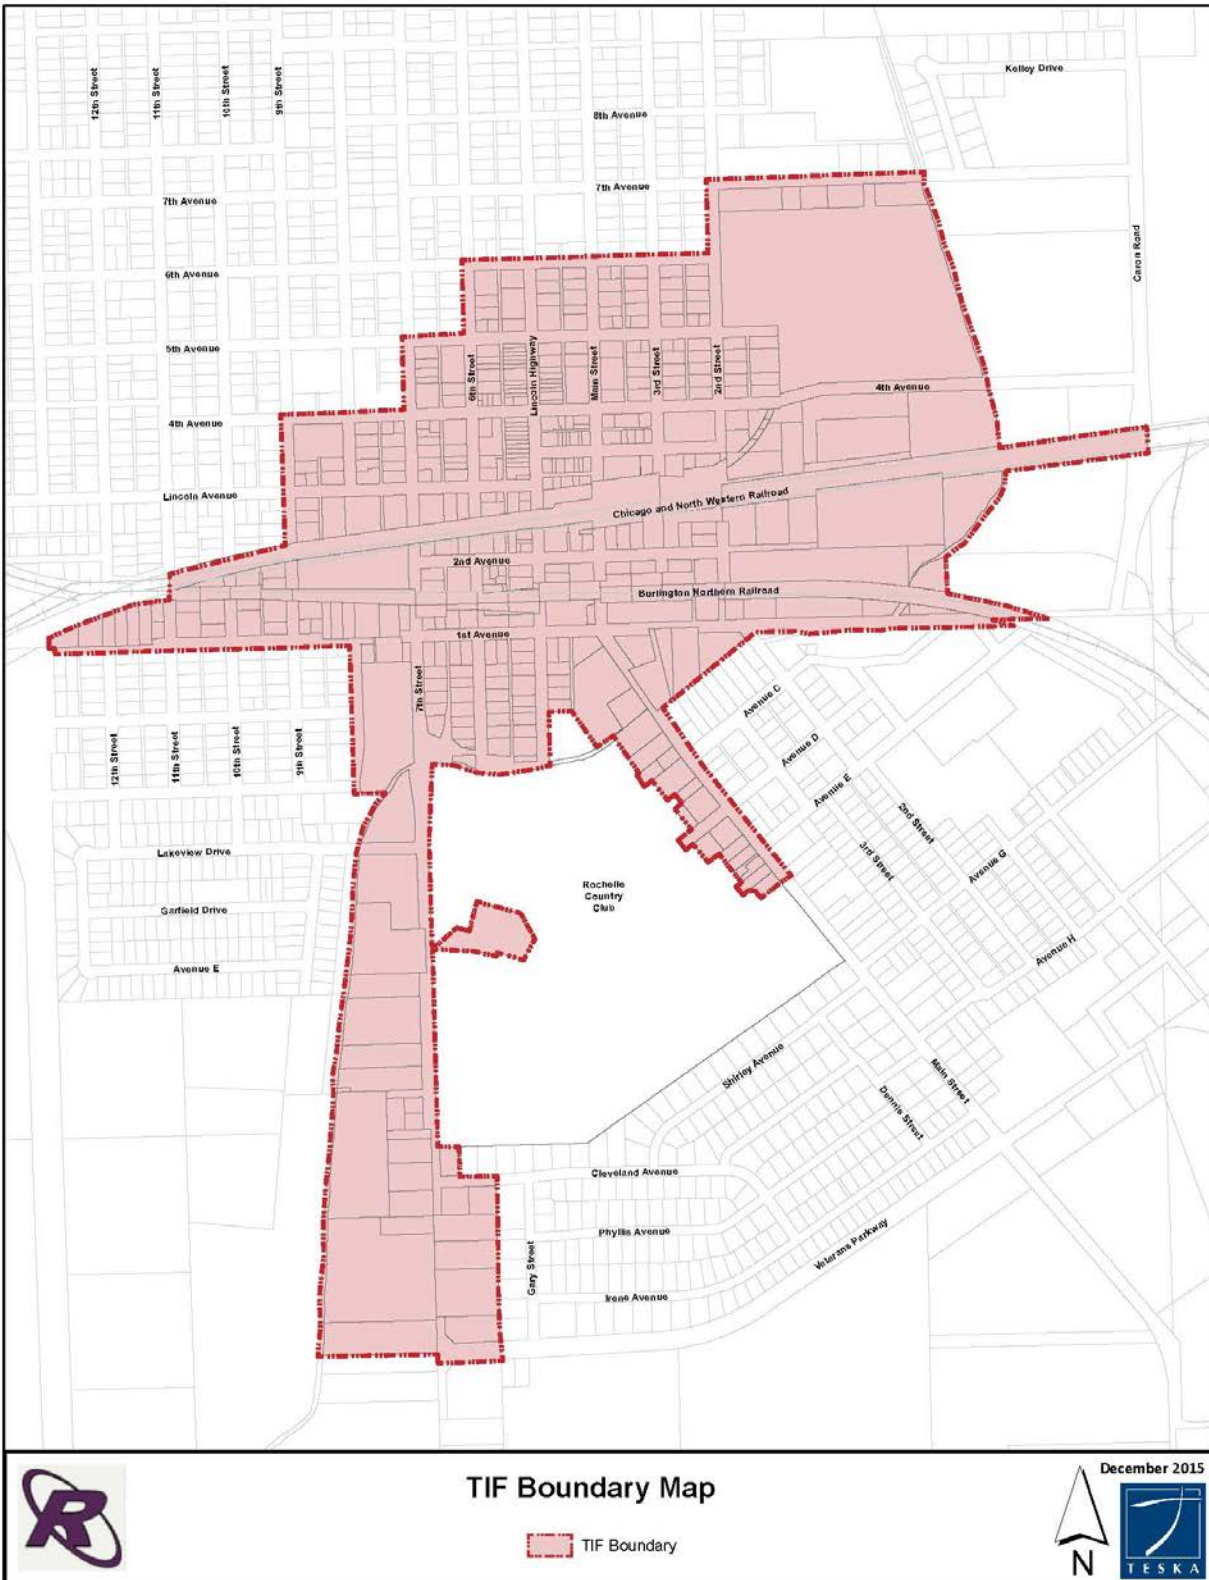 Kelley Drive
12th Street
11th Street
10th Street
9th Street
8th Avenue
7th Avenue
7th Avenue
Caron Road
6th Avenue
5th Avenue
6th Street
Lincoln Highway
Main Street
3rd Street
2nd Street
4th Avenue
4th Avenue
Lincoln Avenue
Chicago and North Western Railroad
2nd Avenue
Burlington Northern Railroad
1st Avenue
7th Street
Avenue C
12th Street
11th Street
10th Street
9th Street
Avenue D
Avenue E
2nd Street
3rd Street
Lakeview Drive
Avenue G
Rochelle
Country
Club
Garfield Drive
Avenue H
Avenue E
Shirley Avenue
Main Street
Dennis Street
Cleveland Avenue
Phyllis Avenue
Veterans Parkway
Gary Street
Irene Avenue
R
TIF Boundary Map
TIF Boundary
N
December 2015
TESKA